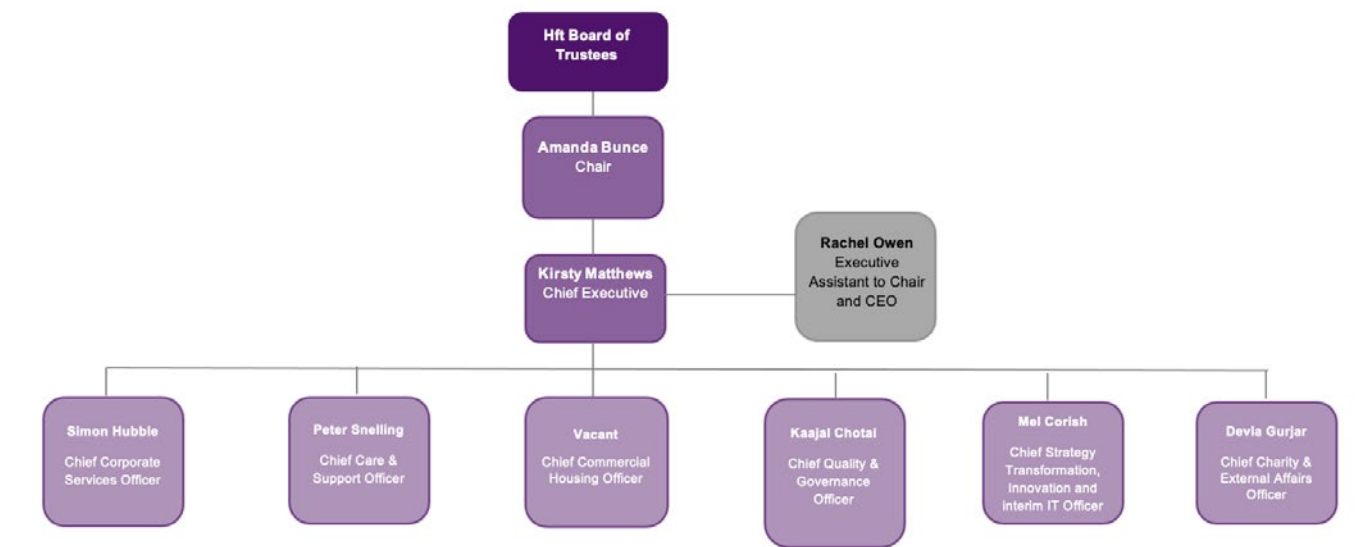 Hft Board of
Trustees
Amanda Bunce
Chair
Kirsty Matthews
Chief Executive
Rachel Owen
Executive
Assistant to Chair
and CEO
Simon Hubble
Chief Corporate
Services Officer
Peter Snelling
Chief Care &
Support Officer
Vacant
Chief Commercial
Housing Officer
Kaajal Chotai
Chief Quality &
Governance
Officer
Mel Corish
Chief Strategy
Transformation,
Innovation and
interim IT Officer
Devia Gurjar
Chief Charity &
External Affairs
Officer